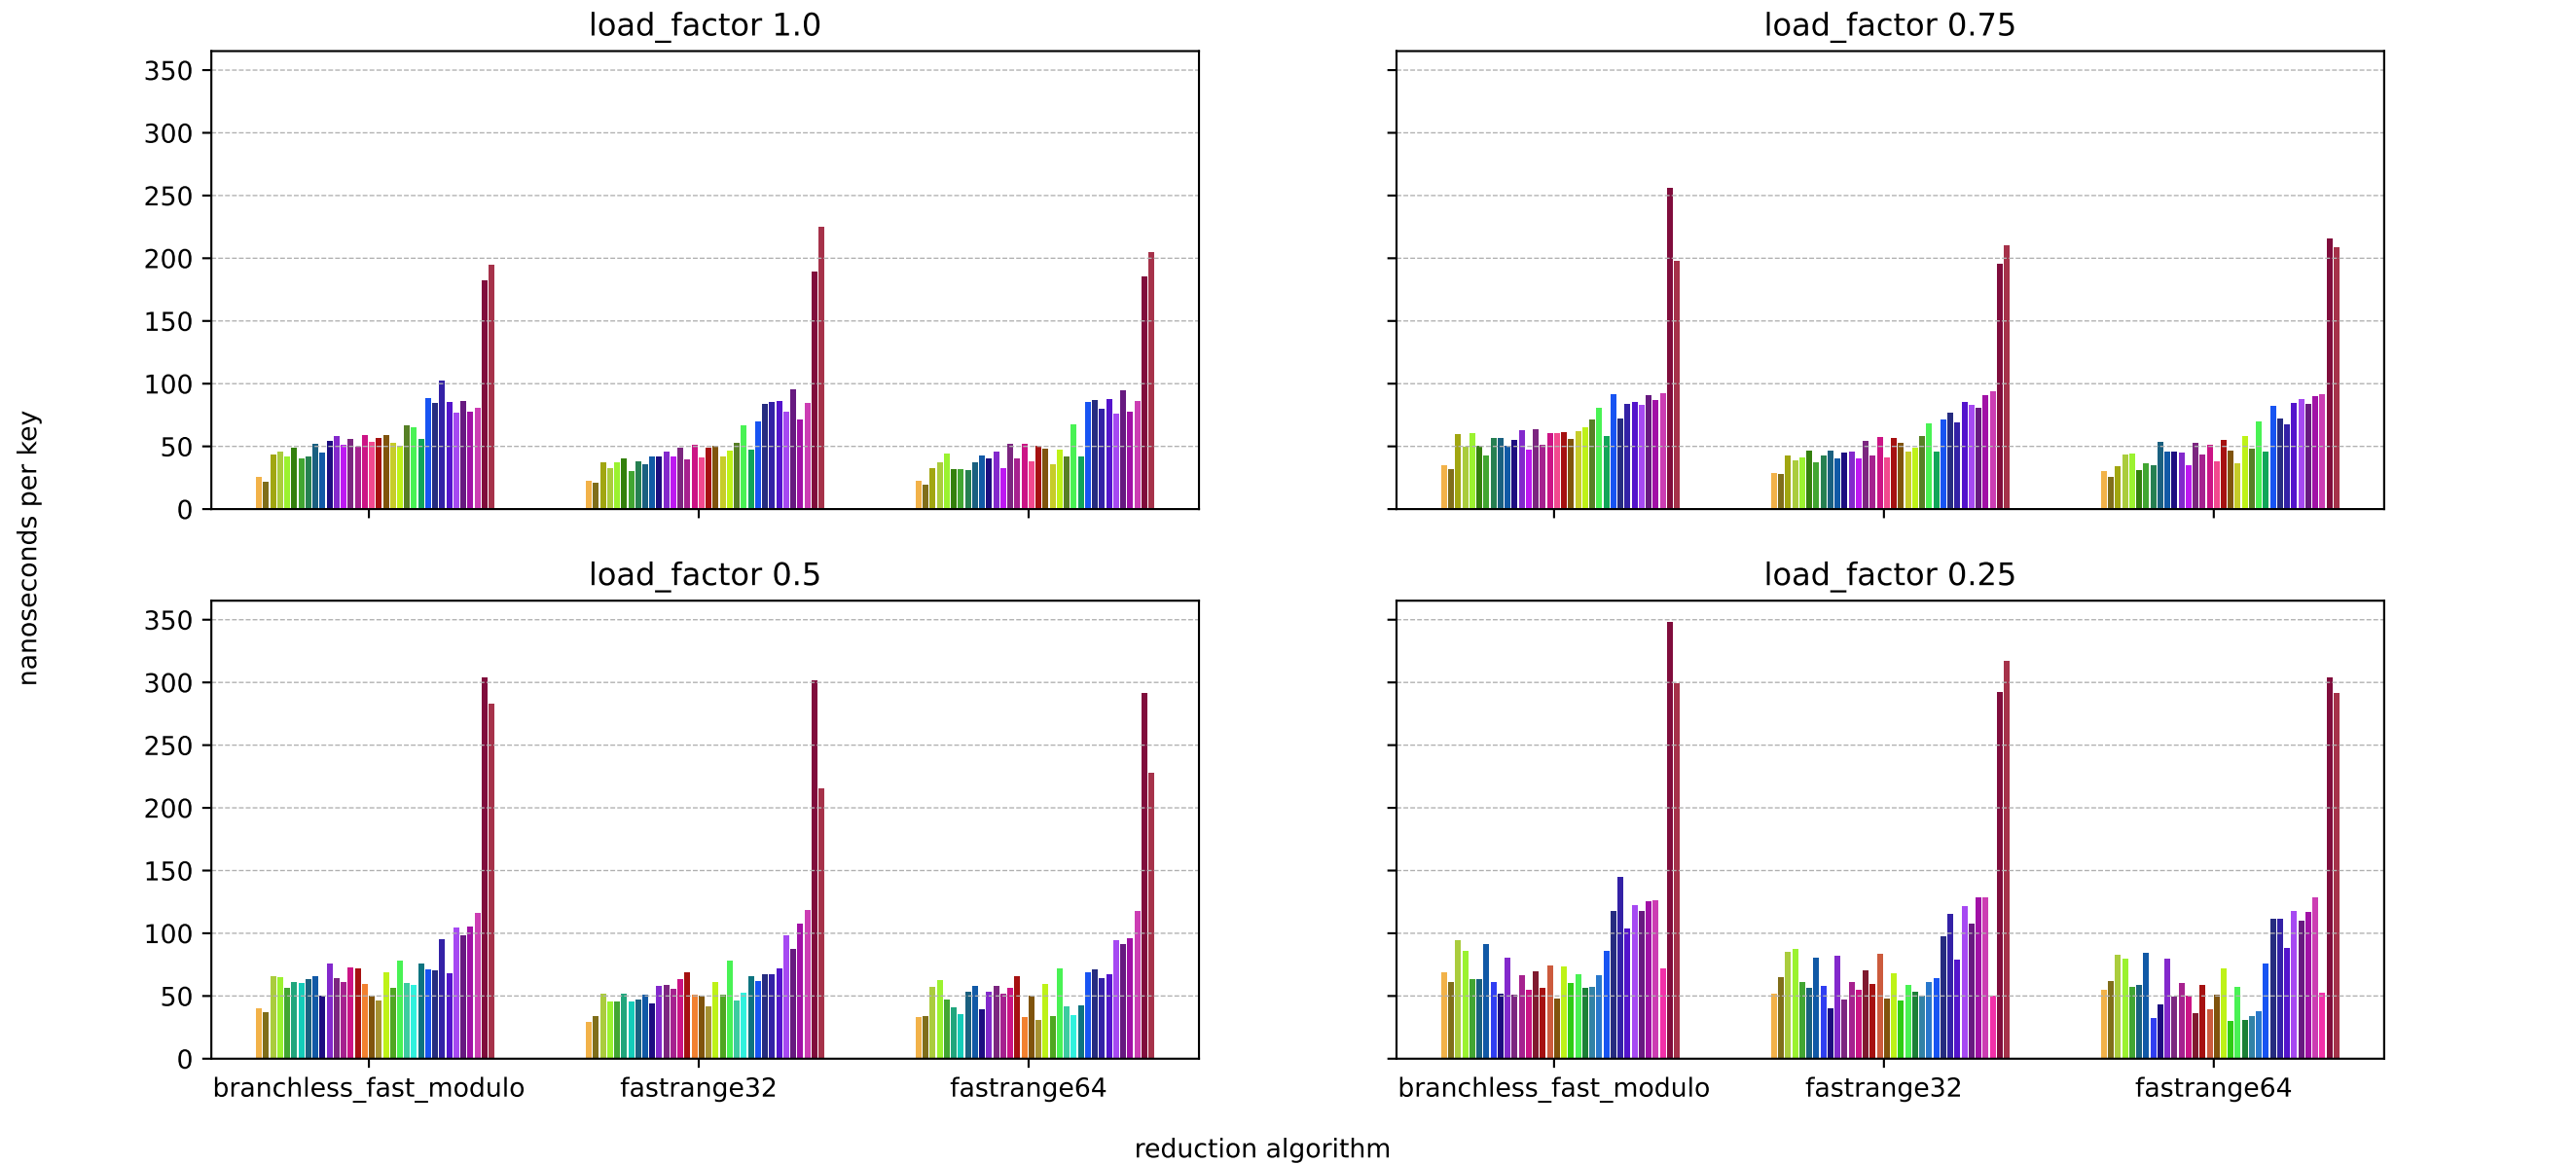 load_factor 1.0
load_factor 0.75
350
300
250
200
150
100
50
0
nanoseconds per key
load_factor 0.5
load_factor 0.25
350
300
250
200
150
100
50
0
branchless_fast_modulo fastrange32 fastrange64
branchless_fast_modulo fastrange32 fastrange64
reduction algorithm